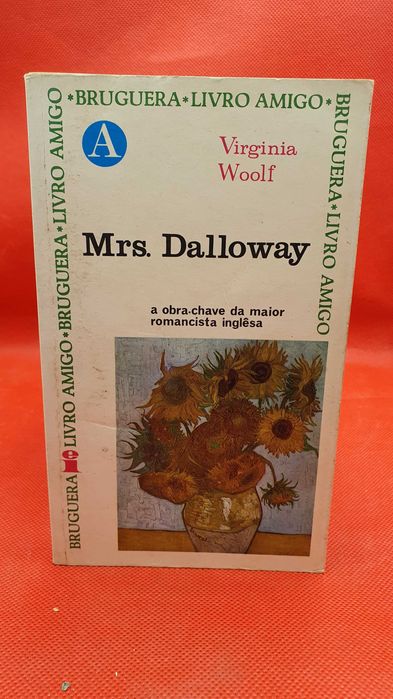 *BRUGUERA*LIVRO AMIGO*
BRUGUERA*LIVRO AMIGO
BRUGUERA LIVRO AMIGO*BRUGUERA*LIVRO AMIGO
A
Virginia
Woolf
Mrs. Dalloway
a obra-chave da maior
romancista inglêsa